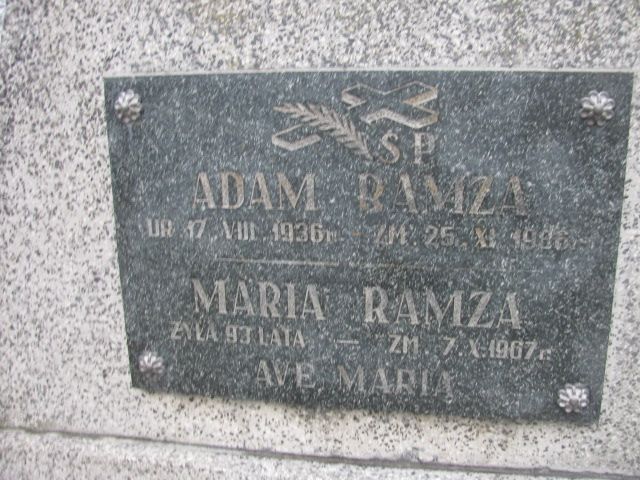 S P
ADAM RAMZA
UR 17. VIII. 1936r. - ZM. 25. XI 1986r.
MARIA RAMZA
ŻYŁA 93 LATA - ZM. 7. X. 1967r.
AVE MARIA